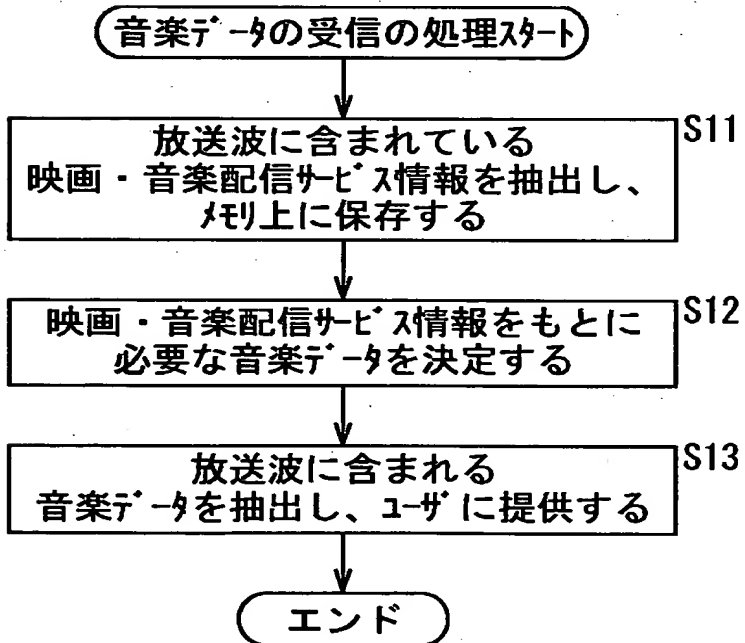 音楽ﾃﾞｰﾀの受信の処理ｽﾀｰﾄ
放送波に含まれている
S11
映画・音楽配信ｻｰﾋﾞｽ情報を抽出し、
ﾒﾓﾘ上に保存する
映画・音楽配信ｻｰﾋﾞｽ情報をもとに
S12
必要な音楽ﾃﾞｰﾀを決定する
放送波に含まれる
S13
音楽ﾃﾞｰﾀを抽出し、ﾕｰｻﾞに提供する
エンド